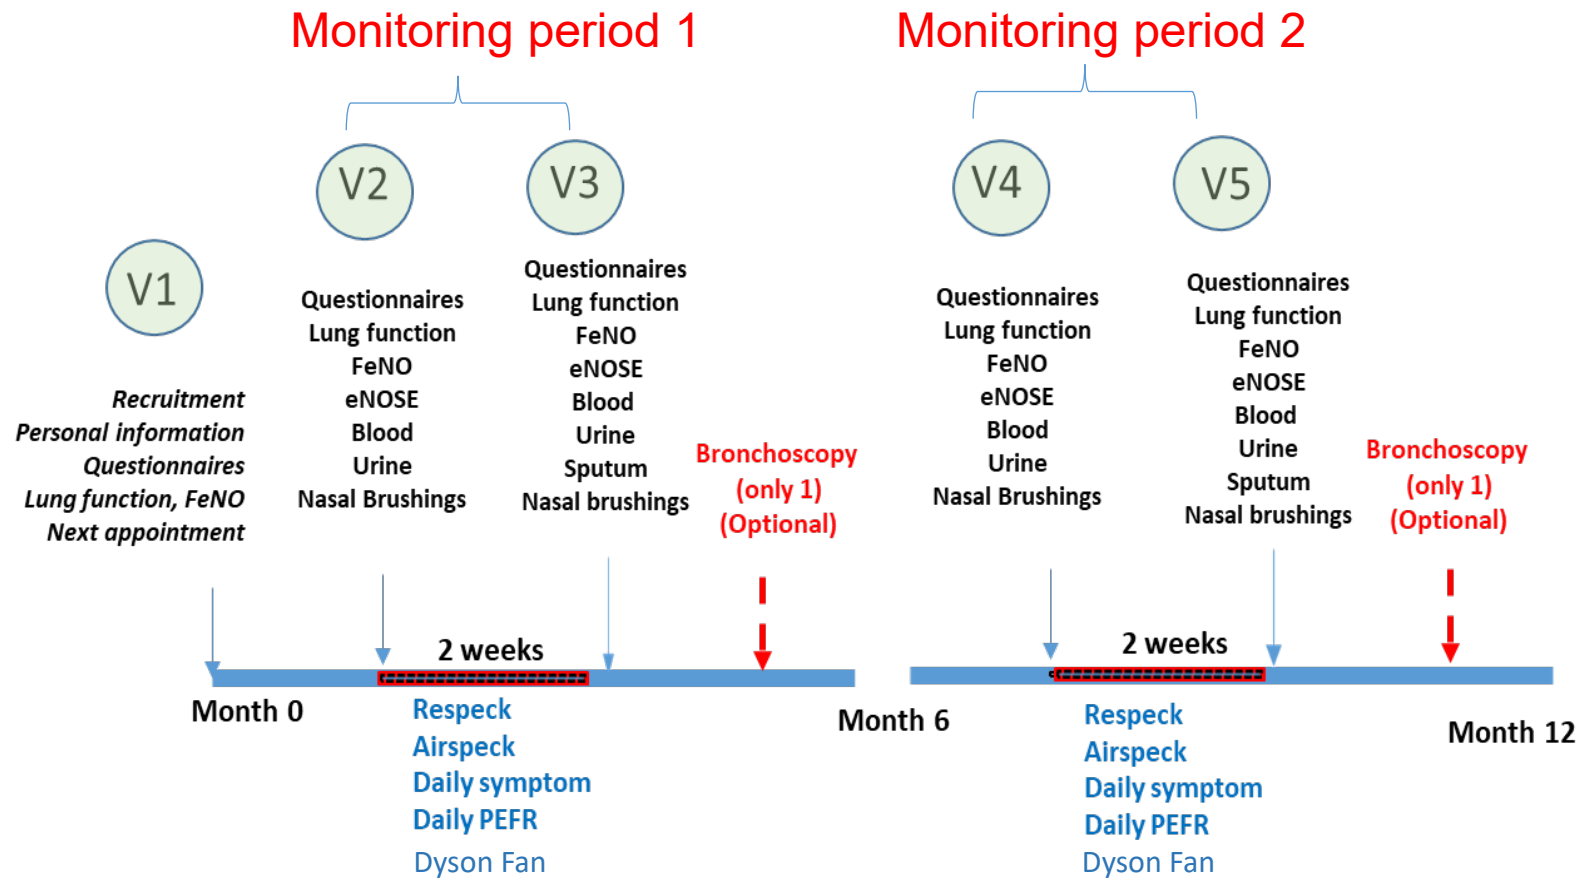 Monitoring period 1
Monitoring period 2
V1
Recruitment
Personal information
Questionnaires
Lung function, FeNO
Next appointment
V2
Questionnaires
Lung function
FeNO
eNOSE
Blood
Urine
Nasal Brushings
V3
Questionnaires
Lung function
FeNO
eNOSE
Blood
Urine
Sputum
Nasal brushings
Bronchoscopy
(only 1)
(Optional)
V4
Questionnaires
Lung function
FeNO
eNOSE
Blood
Urine
Nasal Brushings
V5
Questionnaires
Lung function
FeNO
eNOSE
Blood
Urine
Sputum
Nasal brushings
Bronchoscopy
(only 1)
(Optional)
2 weeks
2 weeks
Month 0
Month 6
Month 12
Respeck
Airspeck
Daily symptom
Daily PEFR
Dyson Fan
Respeck
Airspeck
Daily symptom
Daily PEFR
Dyson Fan